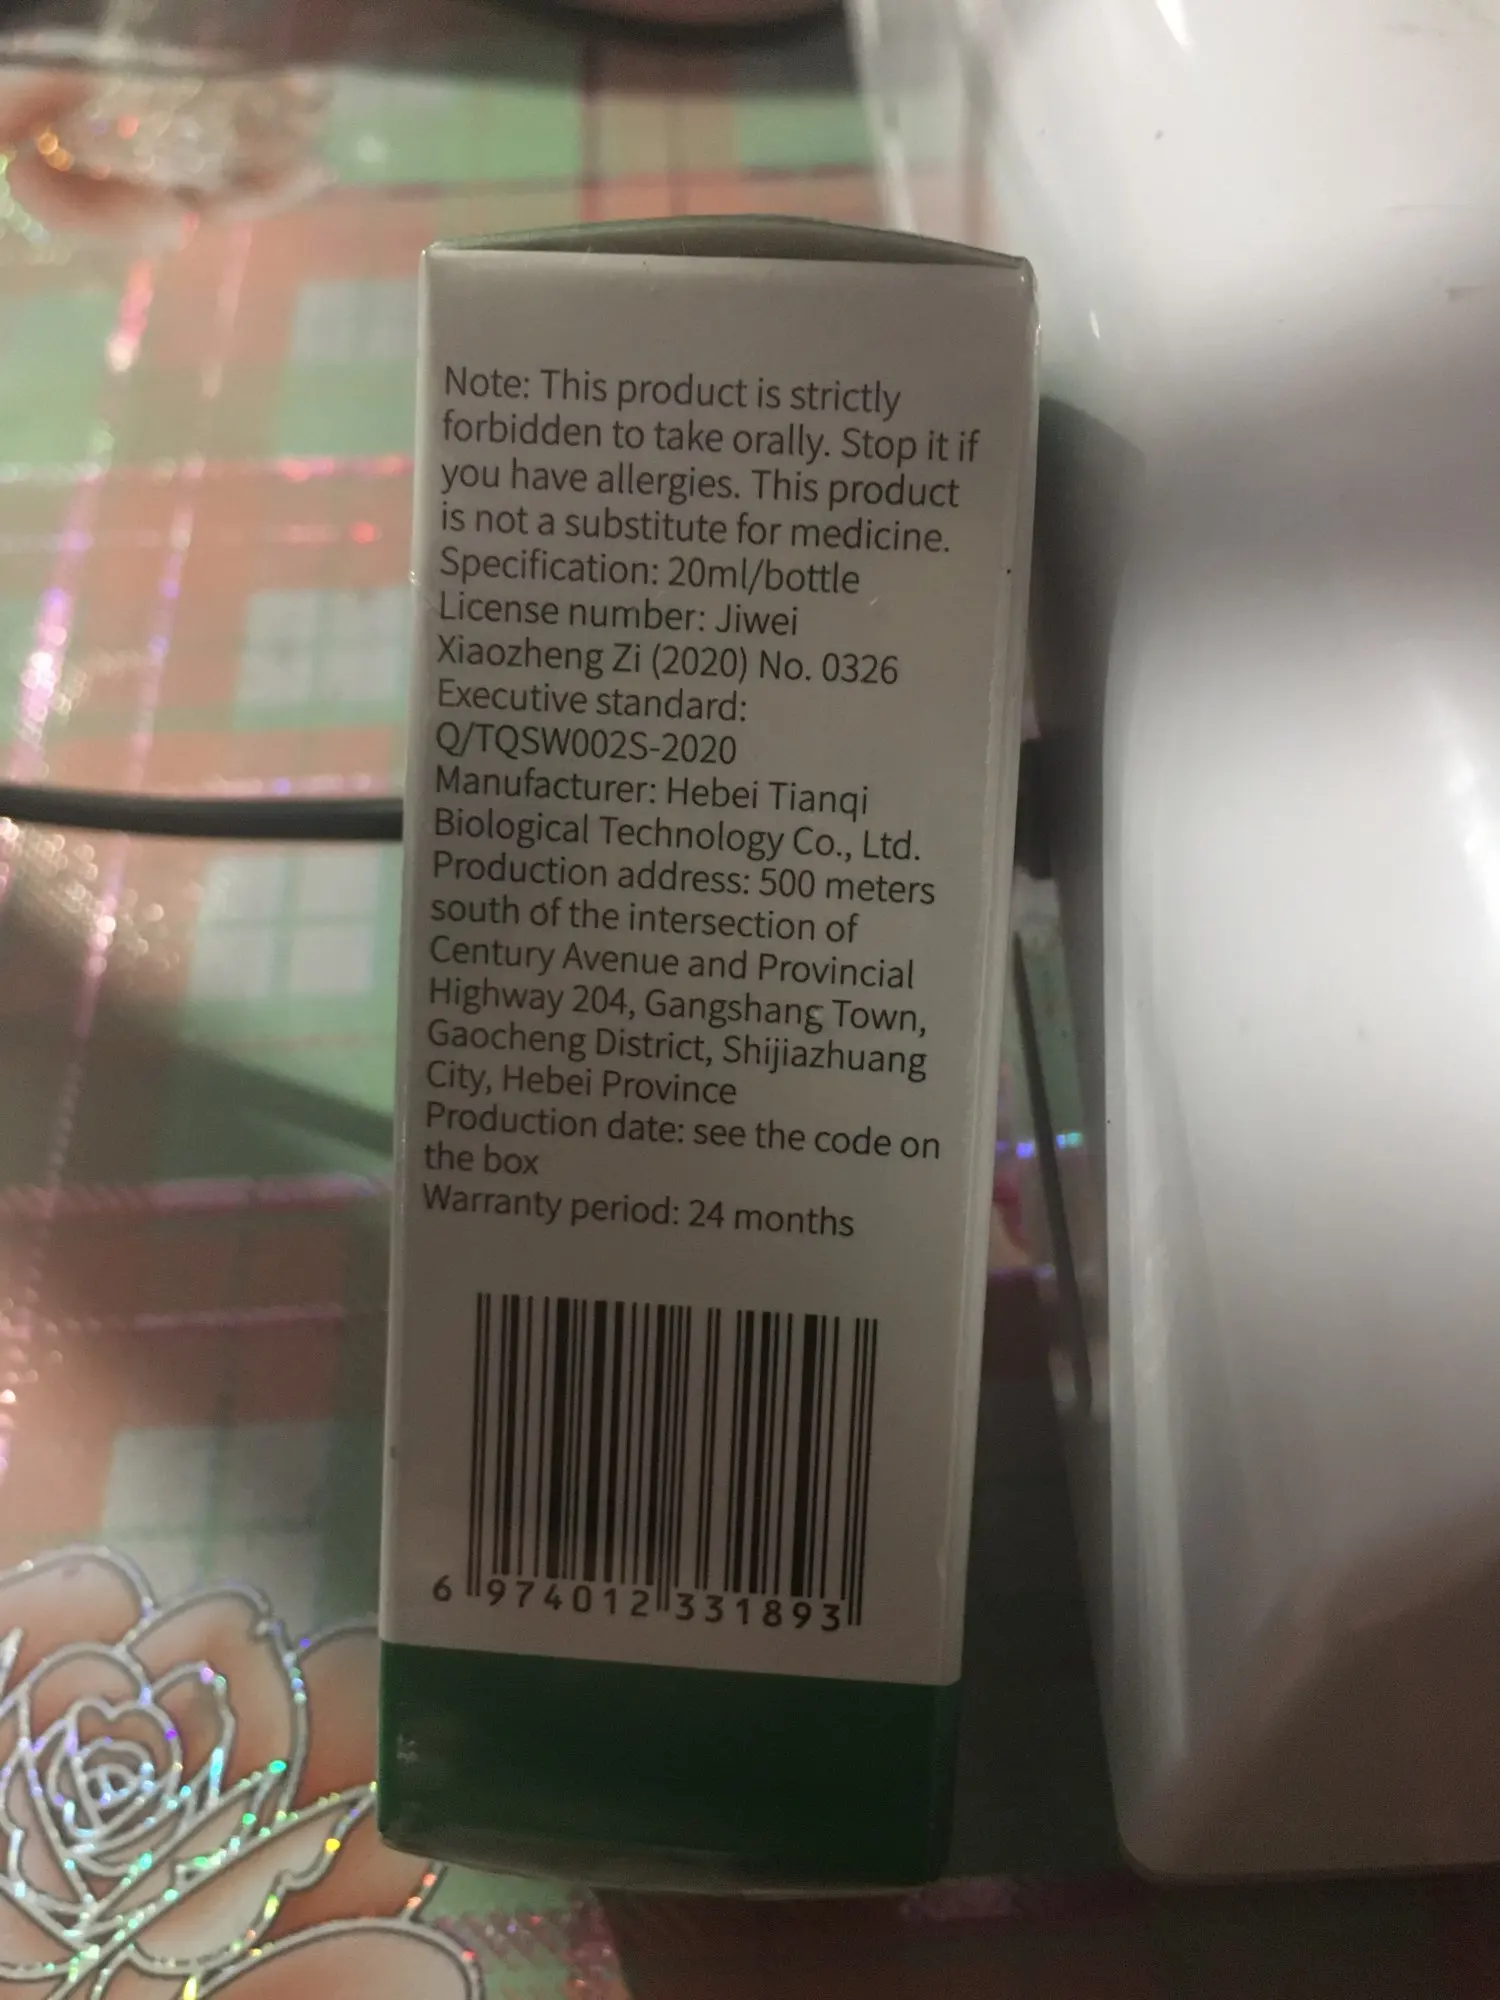 Note: This product is strictly
forbidden to take orally. Stop it if
you have allergies. This product
is not a substitute for medicine.
Specification: 20ml/bottle
License number: Jiwei
Xiaozheng Zi (2020) No. 0326
Executive standard:
Q/TQSW002S-2020
Manufacturer: Hebei Tianqi
Biological Technology Co., Ltd.
Production address: 500 meters
south of the intersection of
Century Avenue and Provincial
Highway 204, Gangshang Town,
Gaocheng District, Shijiazhuang
City, Hebei Province
Production date: see the code on
the box
Warranty period: 24 months
6 974012 331893